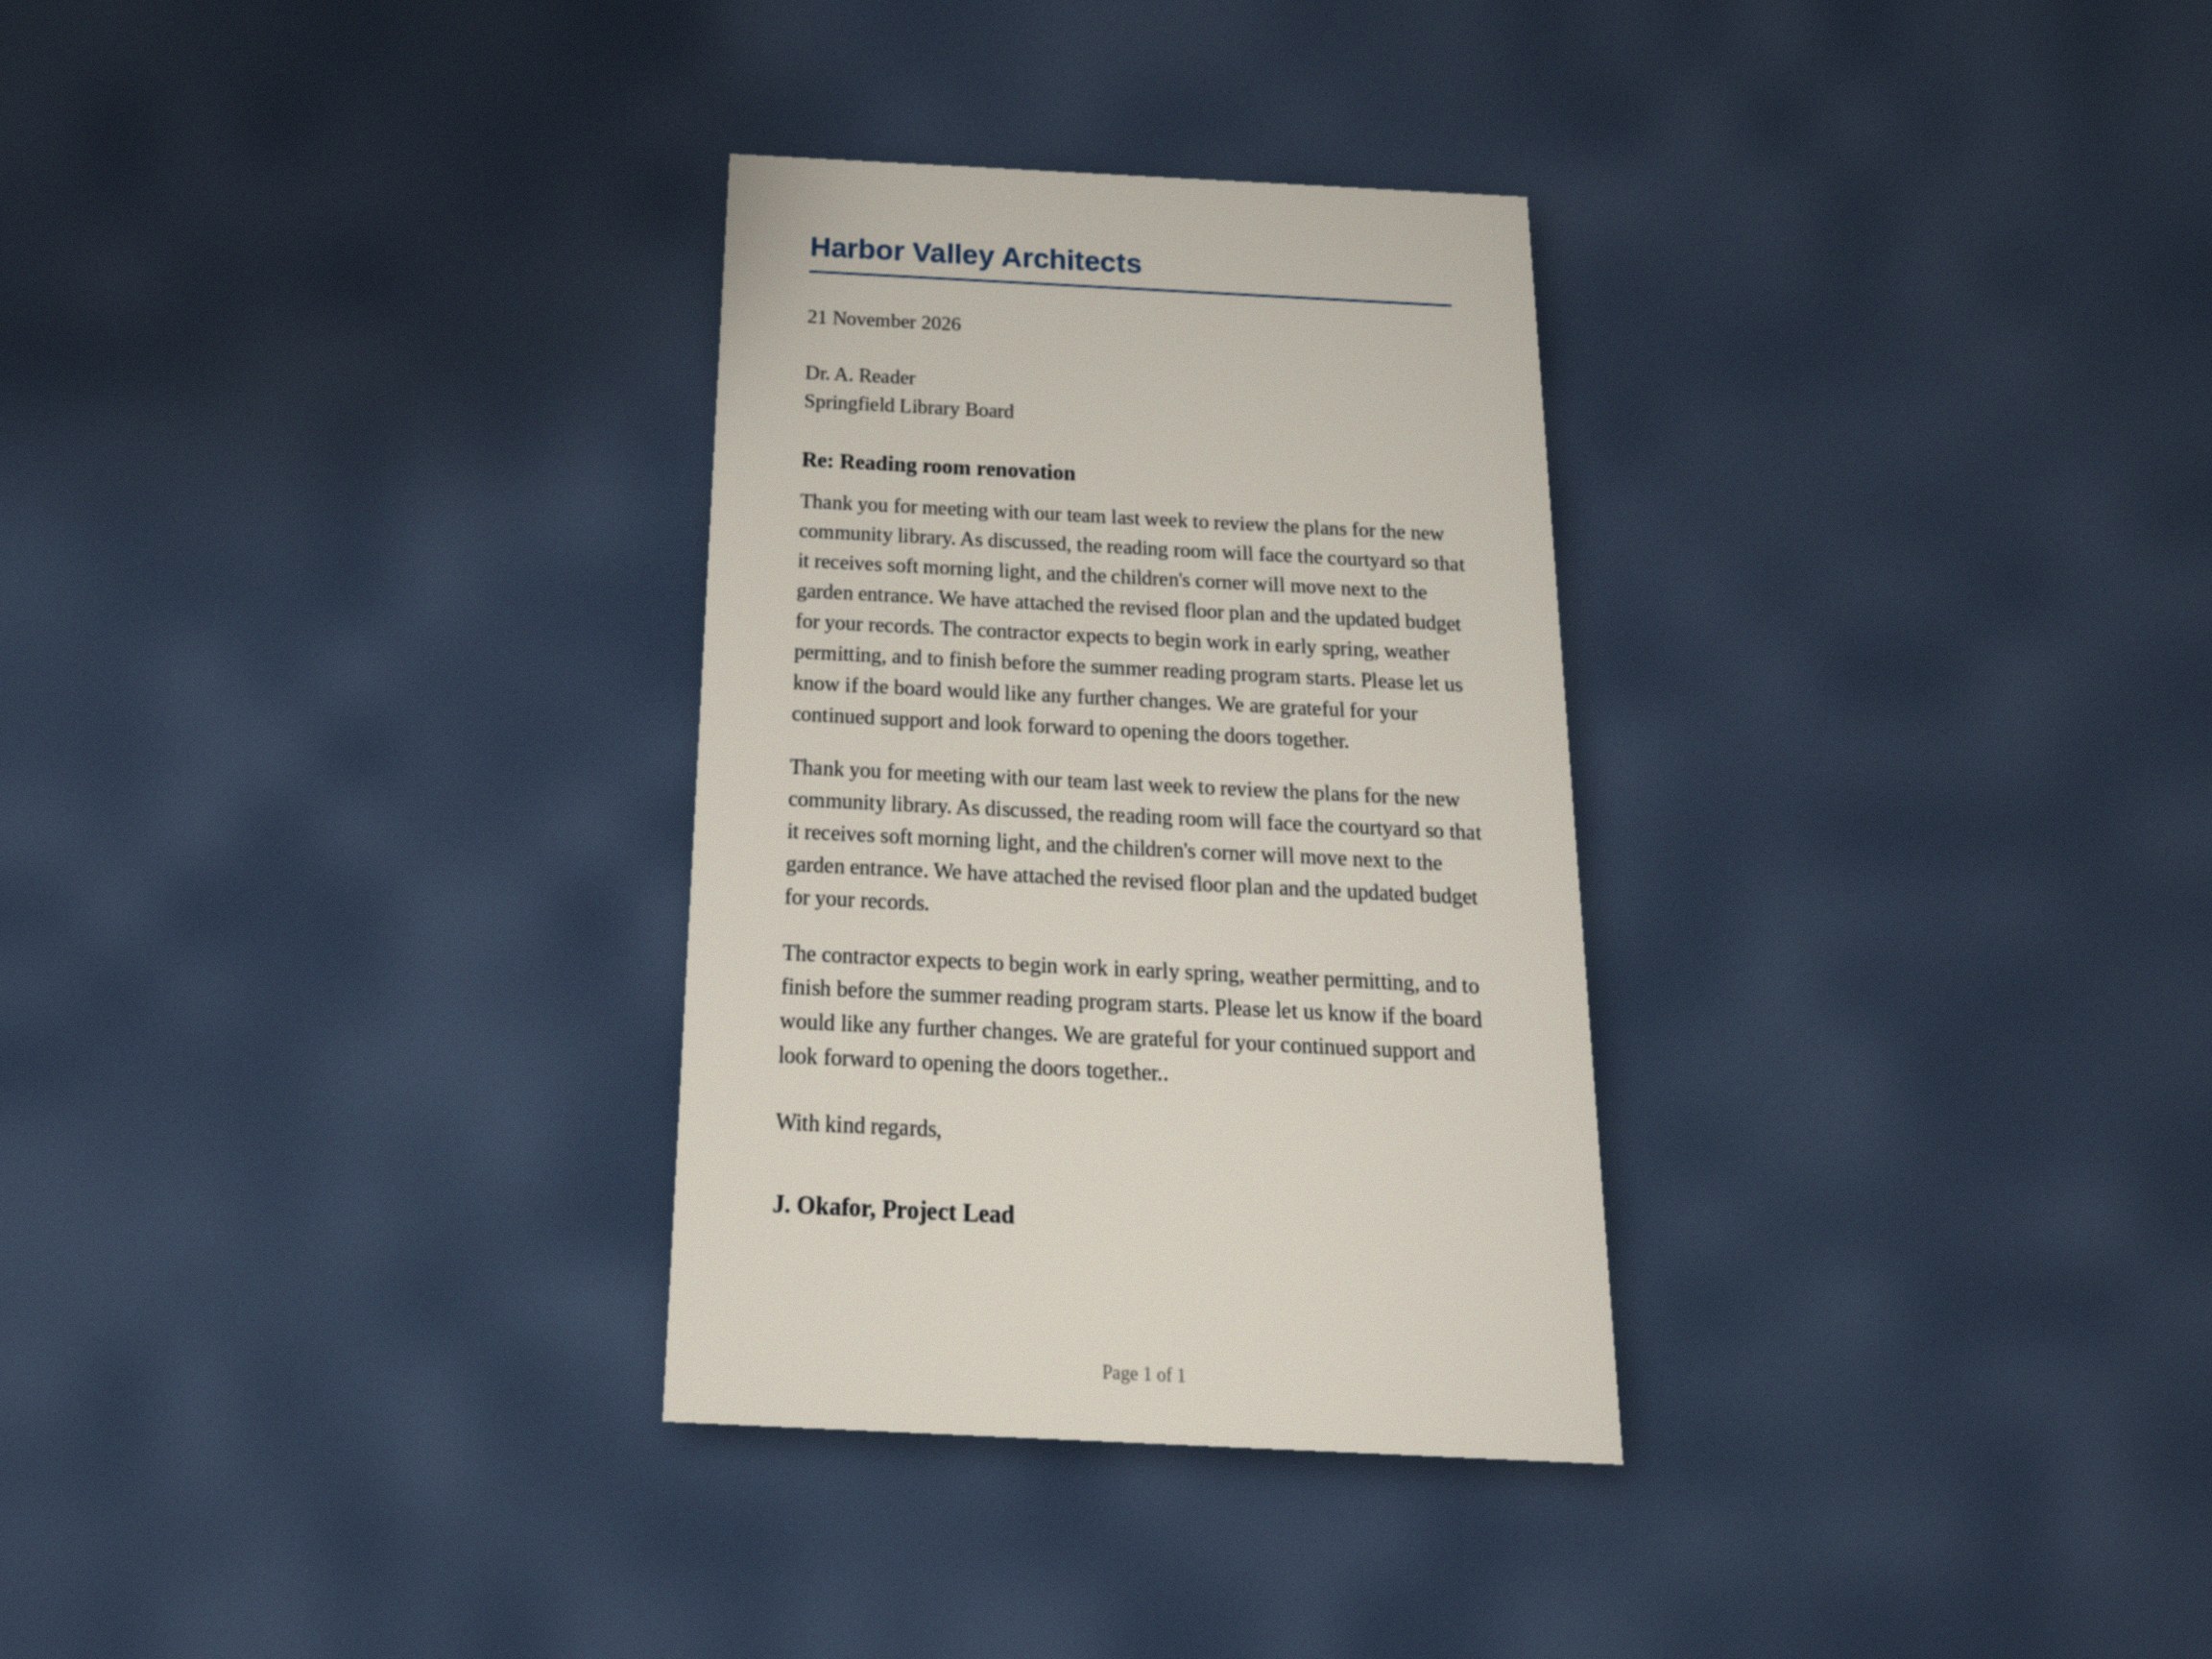 Harbor Valley Architects
21 November 2026
Dr. A. Reader
Springfield Library Board
Re: Reading room renovation
Thank you for meeting with our team last week to review the plans for the new
community library. As discussed, the reading room will face the courtyard so that
it receives soft morning light, and the children's corner will move next to the
garden entrance. We have attached the revised floor plan and the updated budget
for your records. The contractor expects to begin work in early spring, weather
permitting, and to finish before the summer reading program starts. Please let us
know if the board would like any further changes. We are grateful for your
continued support and look forward to opening the doors together.
Thank you for meeting with our team last week to review the plans for the new
community library. As discussed, the reading room will face the courtyard so that
it receives soft morning light, and the children's corner will move next to the
garden entrance. We have attached the revised floor plan and the updated budget
for your records.
The contractor expects to begin work in early spring, weather permitting, and to
finish before the summer reading program starts. Please let us know if the board
would like any further changes. We are grateful for your continued support and
look forward to opening the doors together..
With kind regards,
J. Okafor, Project Lead
Page 1 of 1